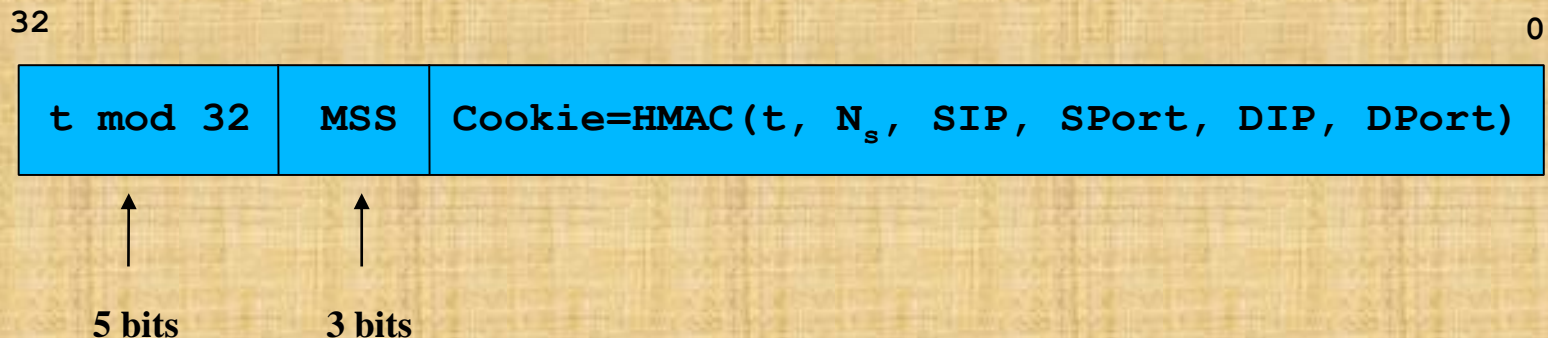 32 0
t mod 32 MSS Cookie=HMAC(t, Ns, SIP, SPort, DIP, DPort)
5 bits 3 bits